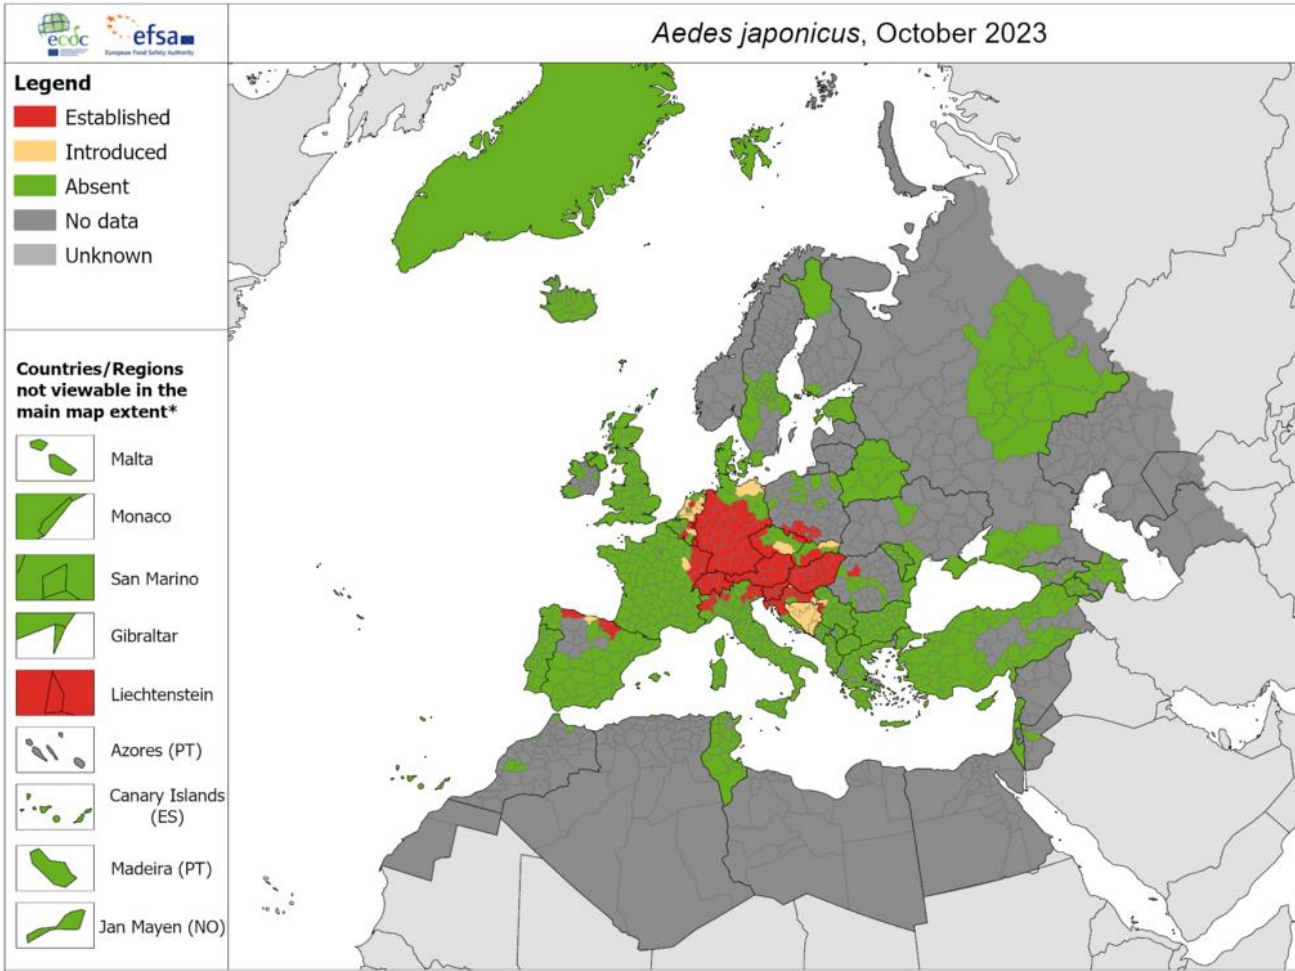 ecdc
efsa
European Food Safety Authority
Aedes japonicus, October 2023
Legend
Established
Introduced
Absent
No data
Unknown
Countries/Regions
not viewable in the
main map extent*
Malta
Monaco
San Marino
Gibraltar
Liechtenstein
Azores (PT)
Canary Islands
(ES)
Madeira (PT)
Jan Mayen (NO)